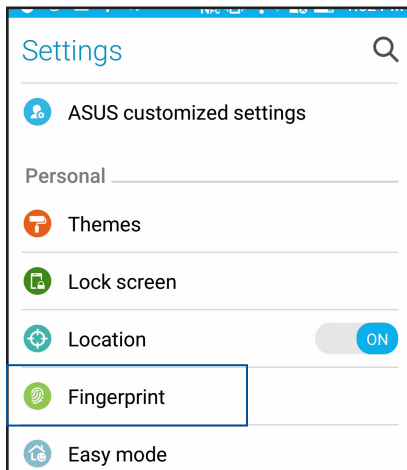 Settings
ASUS customized settings
Personal
Themes
Lock screen
Location
ON
Fingerprint
Easy mode